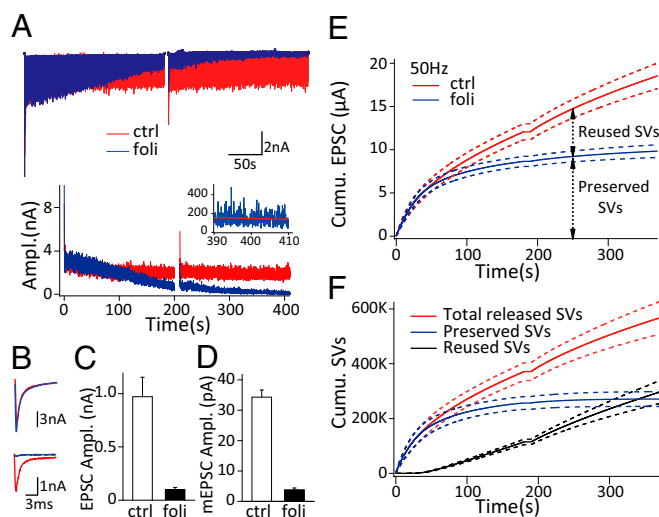 A
ctrl
foli
2nA
50s
Ampl.(nA)
8
4
0
400
200
0
390 400 410
0 100 200 300 400
Time(s)
B
3nA
1nA
3ms
C
EPSC Ampl. (nA)
1.0
0.5
0
ctrl foli
D
mEPSC Ampl. (pA)
40
30
20
10
0
ctrl foli
E
Cumu. EPSC (μA)
20
15
10
5
0
50Hz
ctrl
foli
Reused SVs
Preserved
SVs
0 100 200 300
Time(s)
F
Cumu. SVs
600K
400K
200K
0
Total released SVs
Preserved SVs
Reused SVs
0 100 200 300
Time(s)